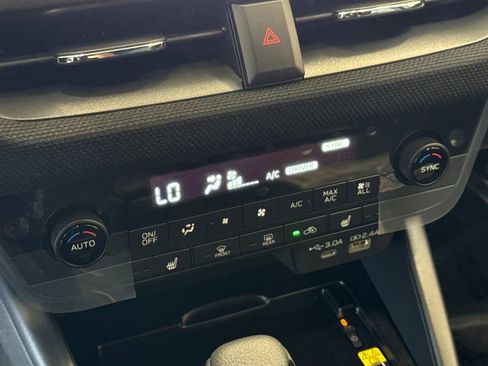 SYNC
LO A/C DRIVER
AUTO
ON/OFF
A/C
MAX A/C
ALL
SYNC
FRONT
REAR
3.0A
2.4A